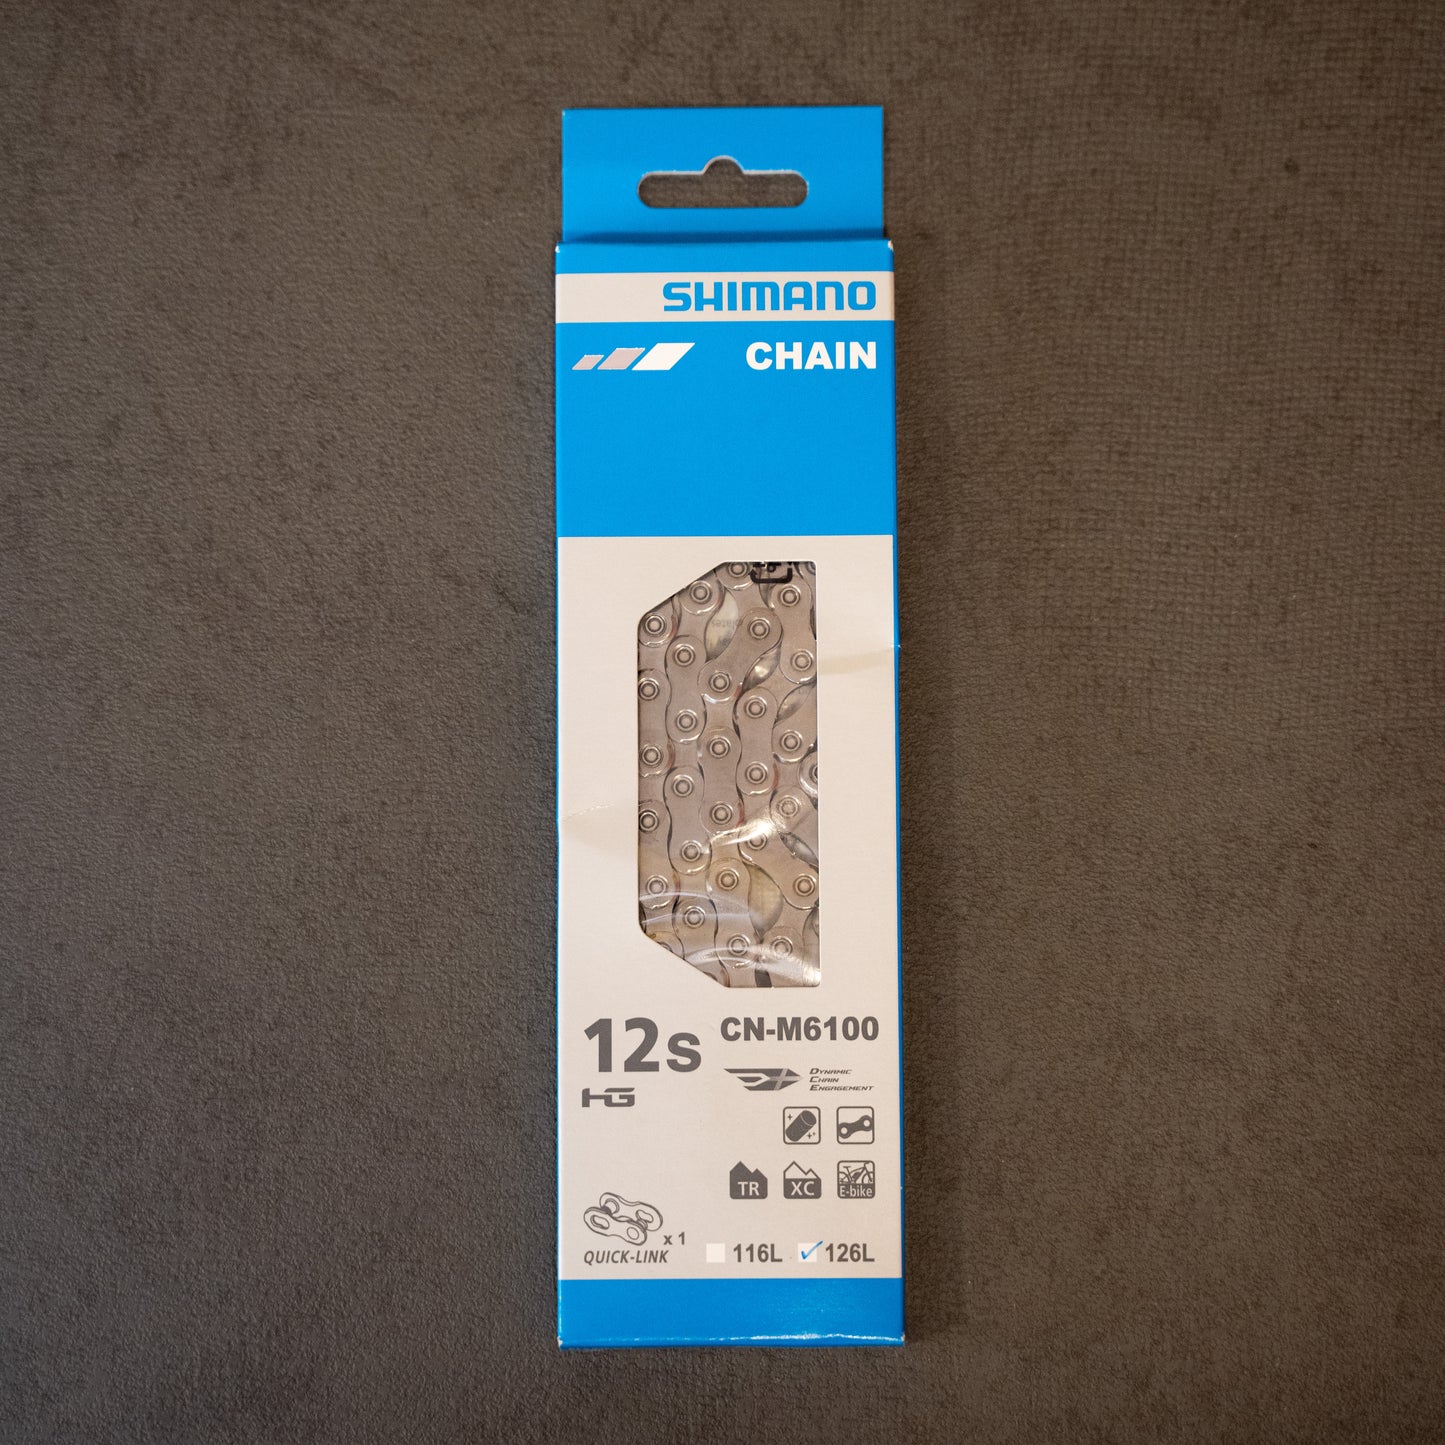 SHIMANO
CHAIN
12s
CN-M6100
HG
DYNAMIC
CHAIN
ENGAGEMENT
TR
XC
E-bike
x 1
QUICK-LINK
116L
126L